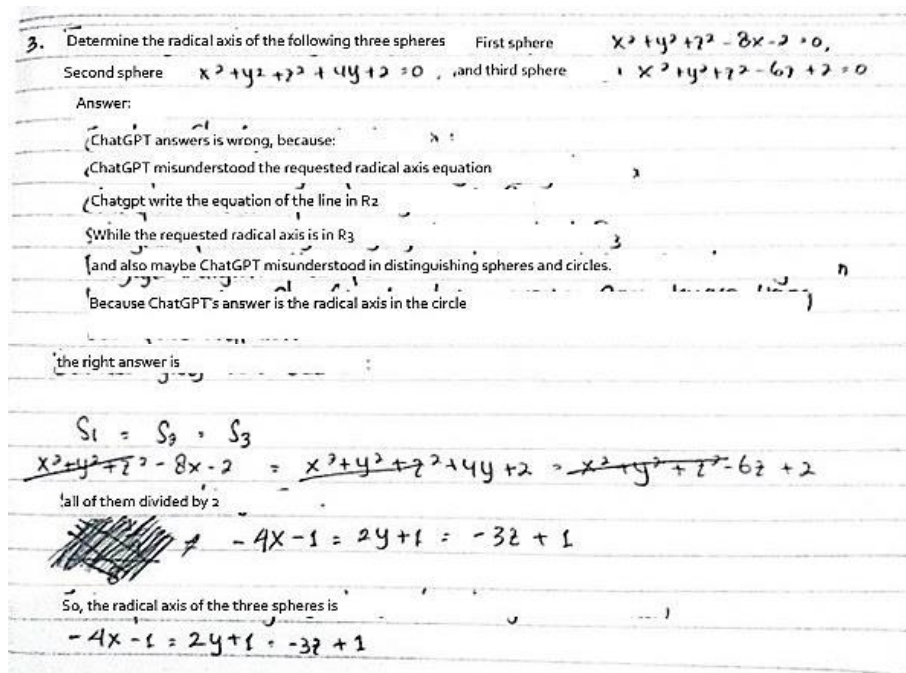 3. Determine the radical axis of the following three spheres First sphere x²+y²+z²-8x-2=0,
Second sphere x²+y²+z²+4y+2=0, and third sphere x²+y²+z²-6z+2=0
Answer:
ChatGPT answers is wrong, because:
ChatGPT misunderstood the requested radical axis equation
Chatgpt write the equation of the line in R2
While the requested radical axis is in R3
and also maybe ChatGPT misunderstood in distinguishing spheres and circles.
Because ChatGPT's answer is the radical axis in the circle
the right answer is :
S₁ = S₂ = S₃
x²+y²+z²-8x-2 = x²+y²+z²+4y+2 = x²+y²+z²-6z+2
all of them divided by 2
-4x-1 = 2y+1 = -3z+1
So, the radical axis of the three spheres is
-4x-1 = 2y+1 = -3z+1